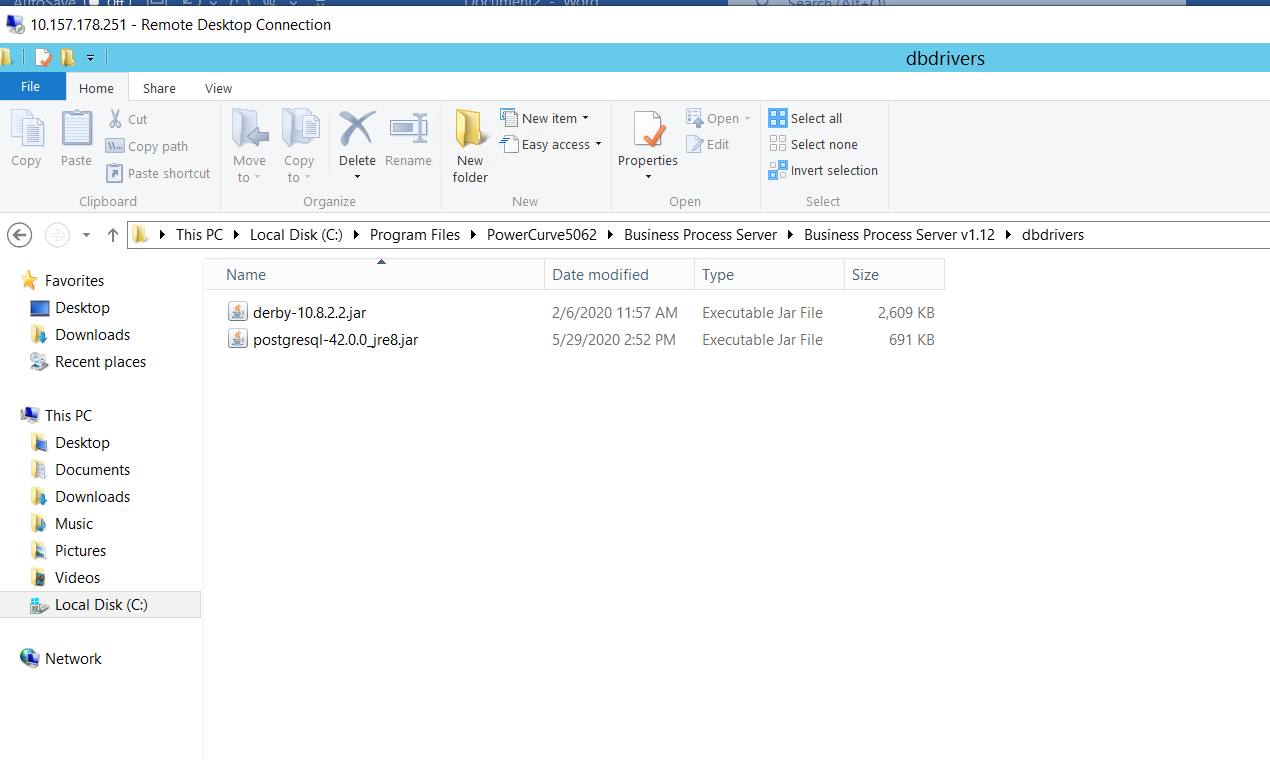 AutoSave Off Document2 - Word Search (Alt+Q)
10.157.178.251 - Remote Desktop Connection
dbdrivers
File Home Share View
Copy
Paste
Cut
Copy path
Paste shortcut
Clipboard
Move to
Copy to
Delete
Rename
Organize
New folder
New item
Easy access
New
Properties
Open
Edit
Open
Select all
Select none
Invert selection
Select
This PC Local Disk (C:) Program Files PowerCurve5062 Business Process Server Business Process Server v1.12 dbdrivers
Favorites
Desktop
Downloads
Recent places
This PC
Desktop
Documents
Downloads
Music
Pictures
Videos
Local Disk (C:)
Network
Name Date modified Type Size
derby-10.8.2.2.jar 2/6/2020 11:57 AM Executable Jar File 2,609 KB
postgresql-42.0.0_jre8.jar 5/29/2020 2:52 PM Executable Jar File 691 KB